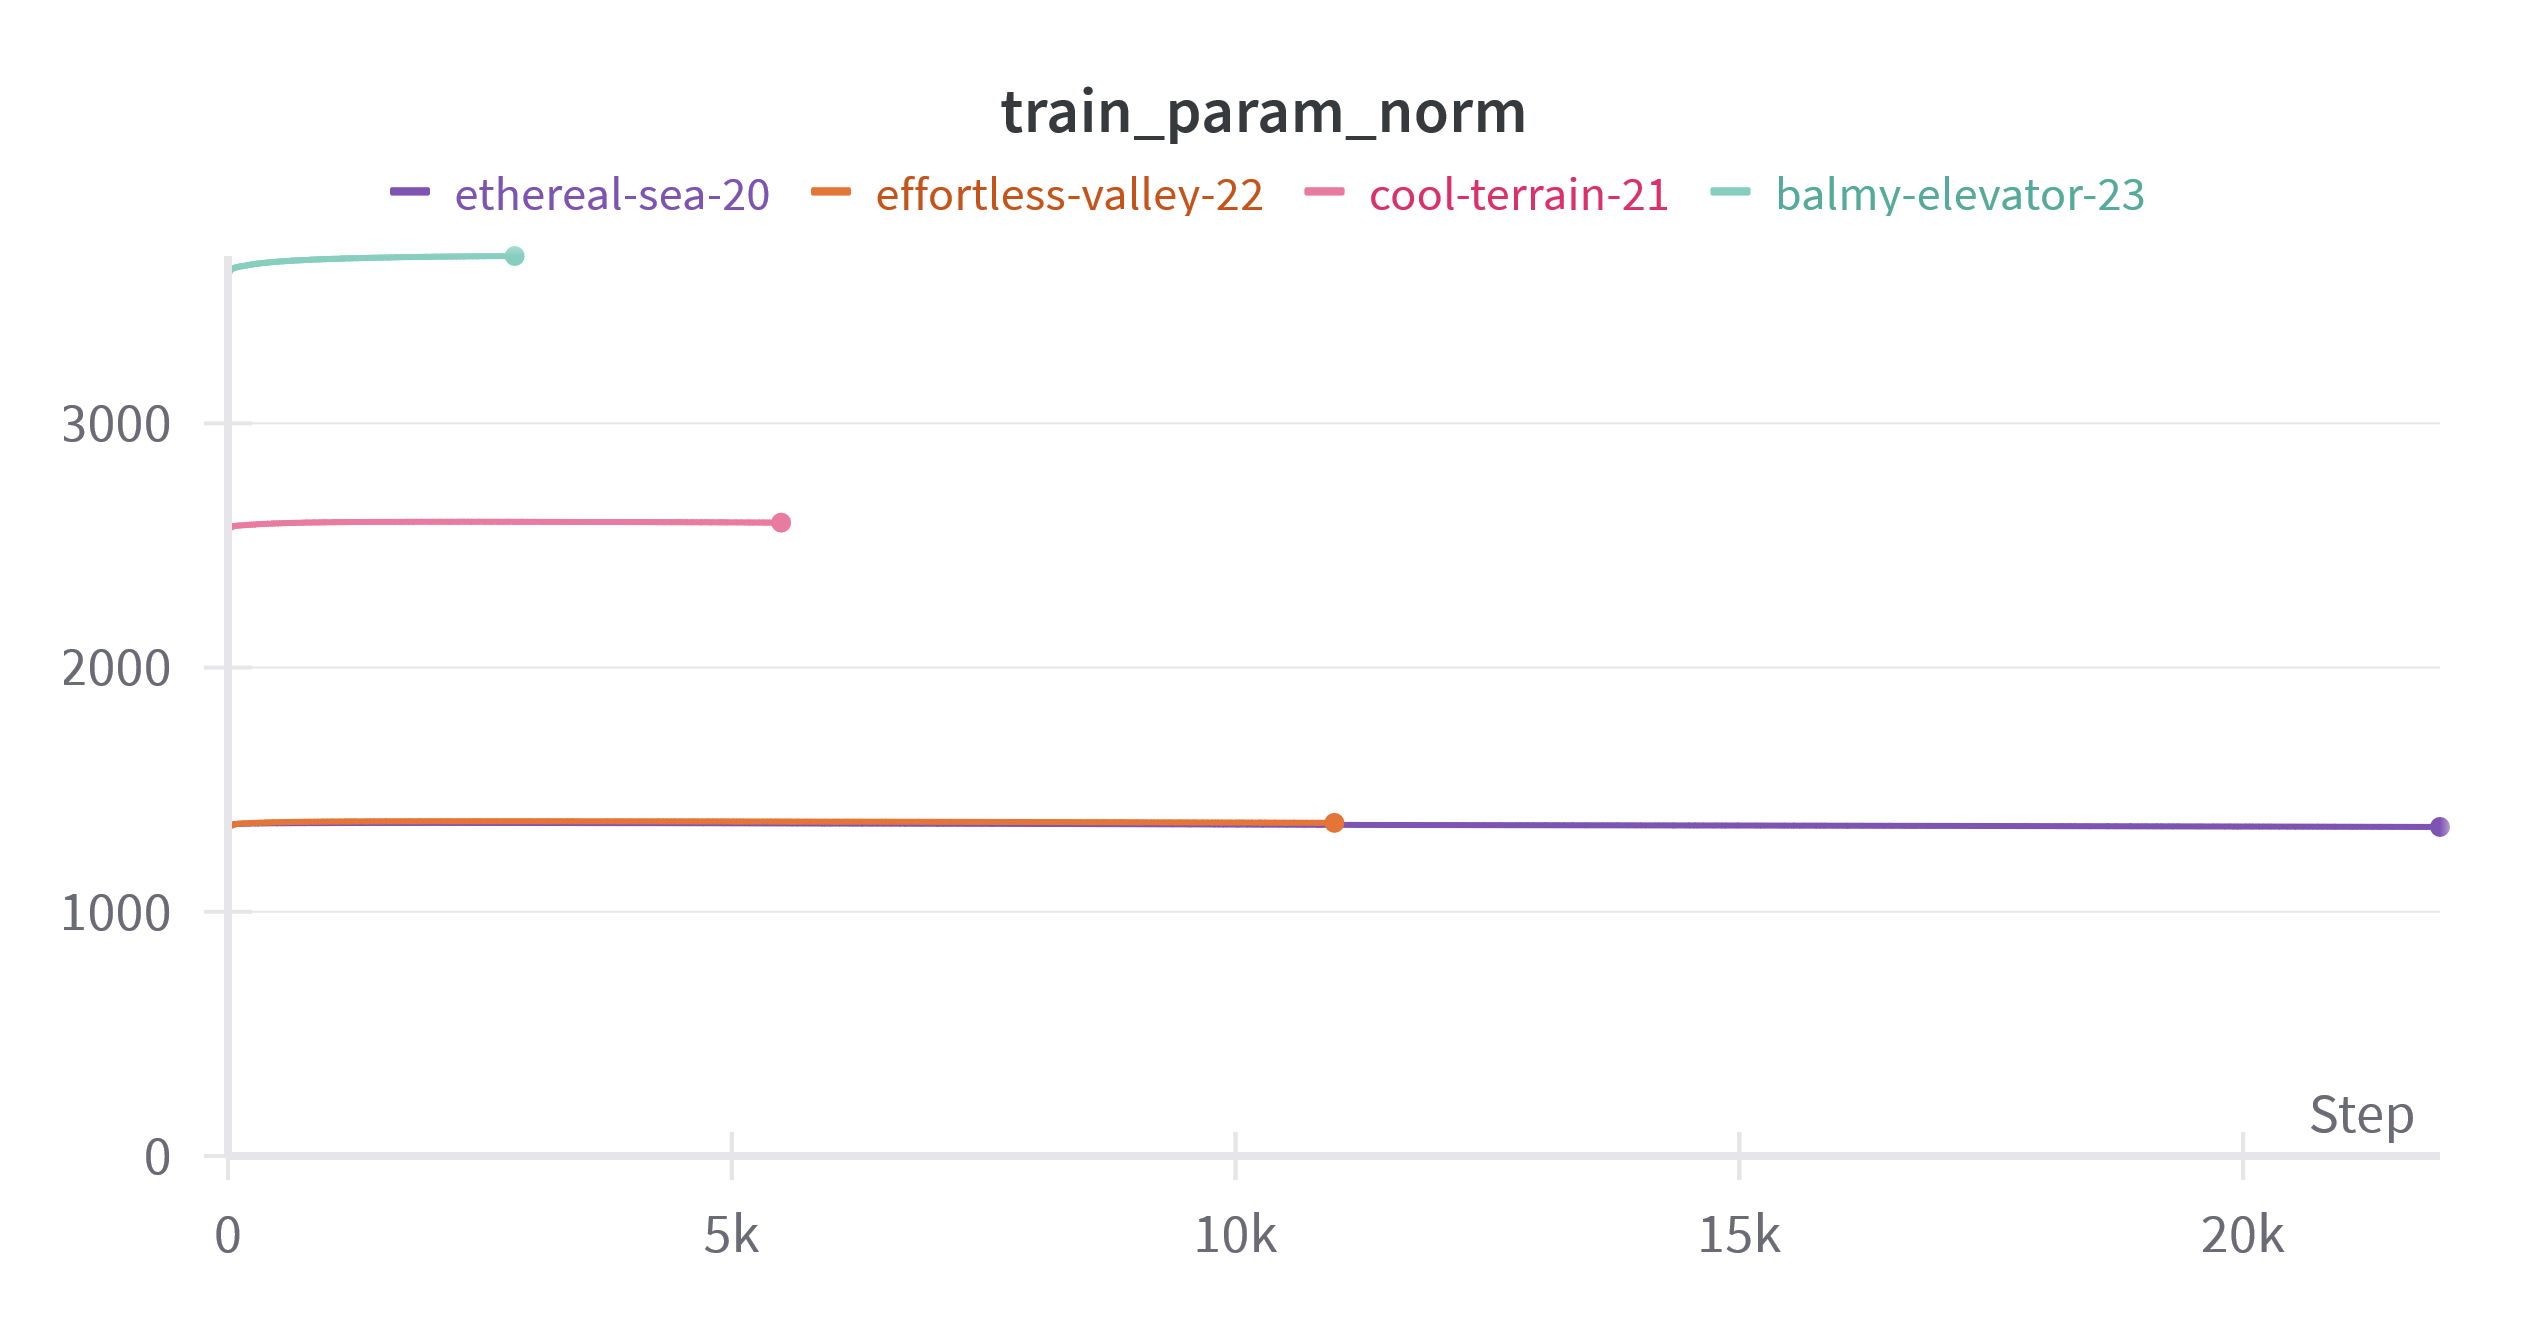 train_param_norm
ethereal-sea-20 effortless-valley-22 cool-terrain-21 balmy-elevator-23
3000
2000
1000
Step
0
0 5k 10k 15k 20k